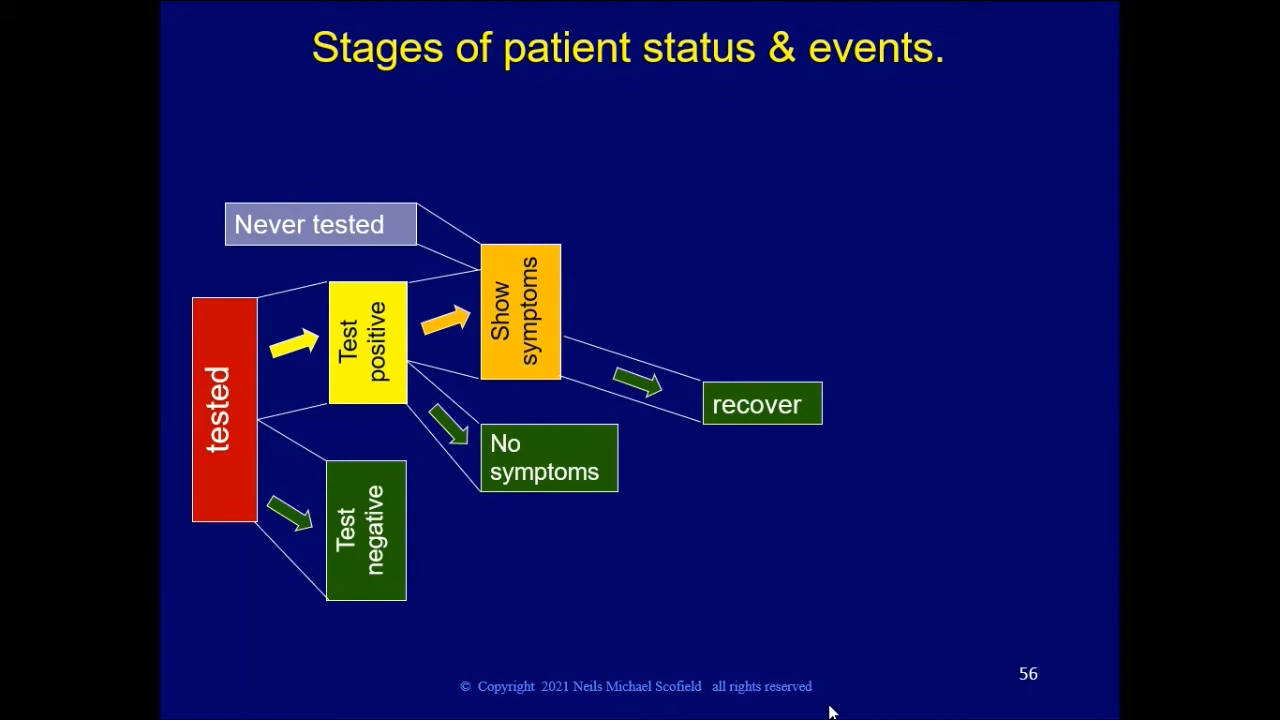 Stages of patient status & events.
Never tested
tested
Test
positive
Show
symptoms
recover
No
symptoms
Test
negative
56
© Copyright 2021 Neils Michael Scofield all rights reserved